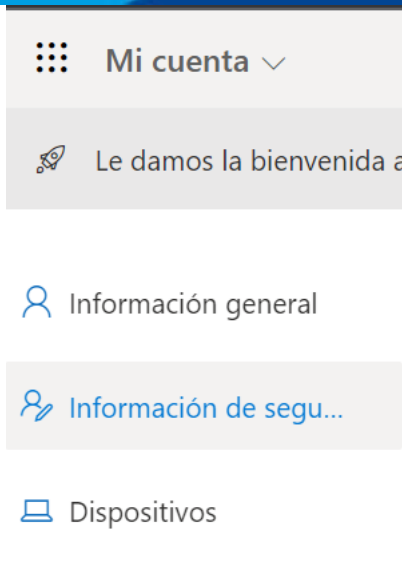 Mi cuenta
Le damos la bienvenida a
Información general
Información de segu...
Dispositivos